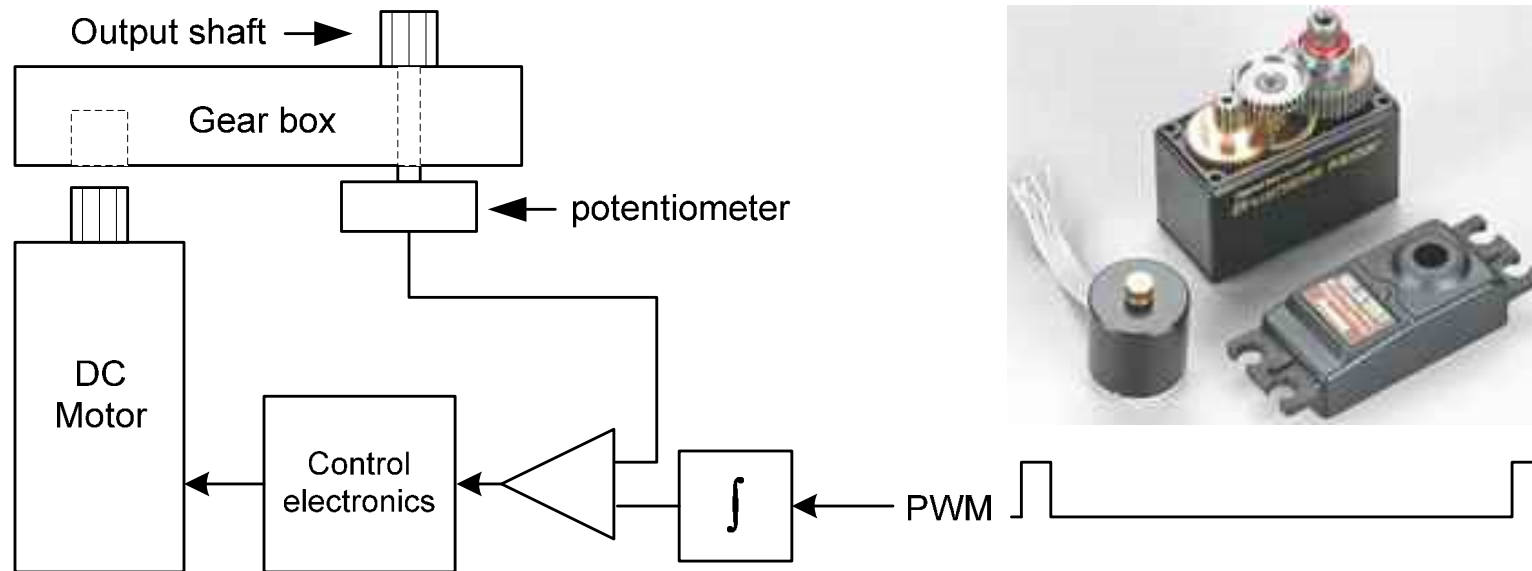 Output shaft
Gear box
potentiometer
DC
Motor
Control
electronics
∫
PWM